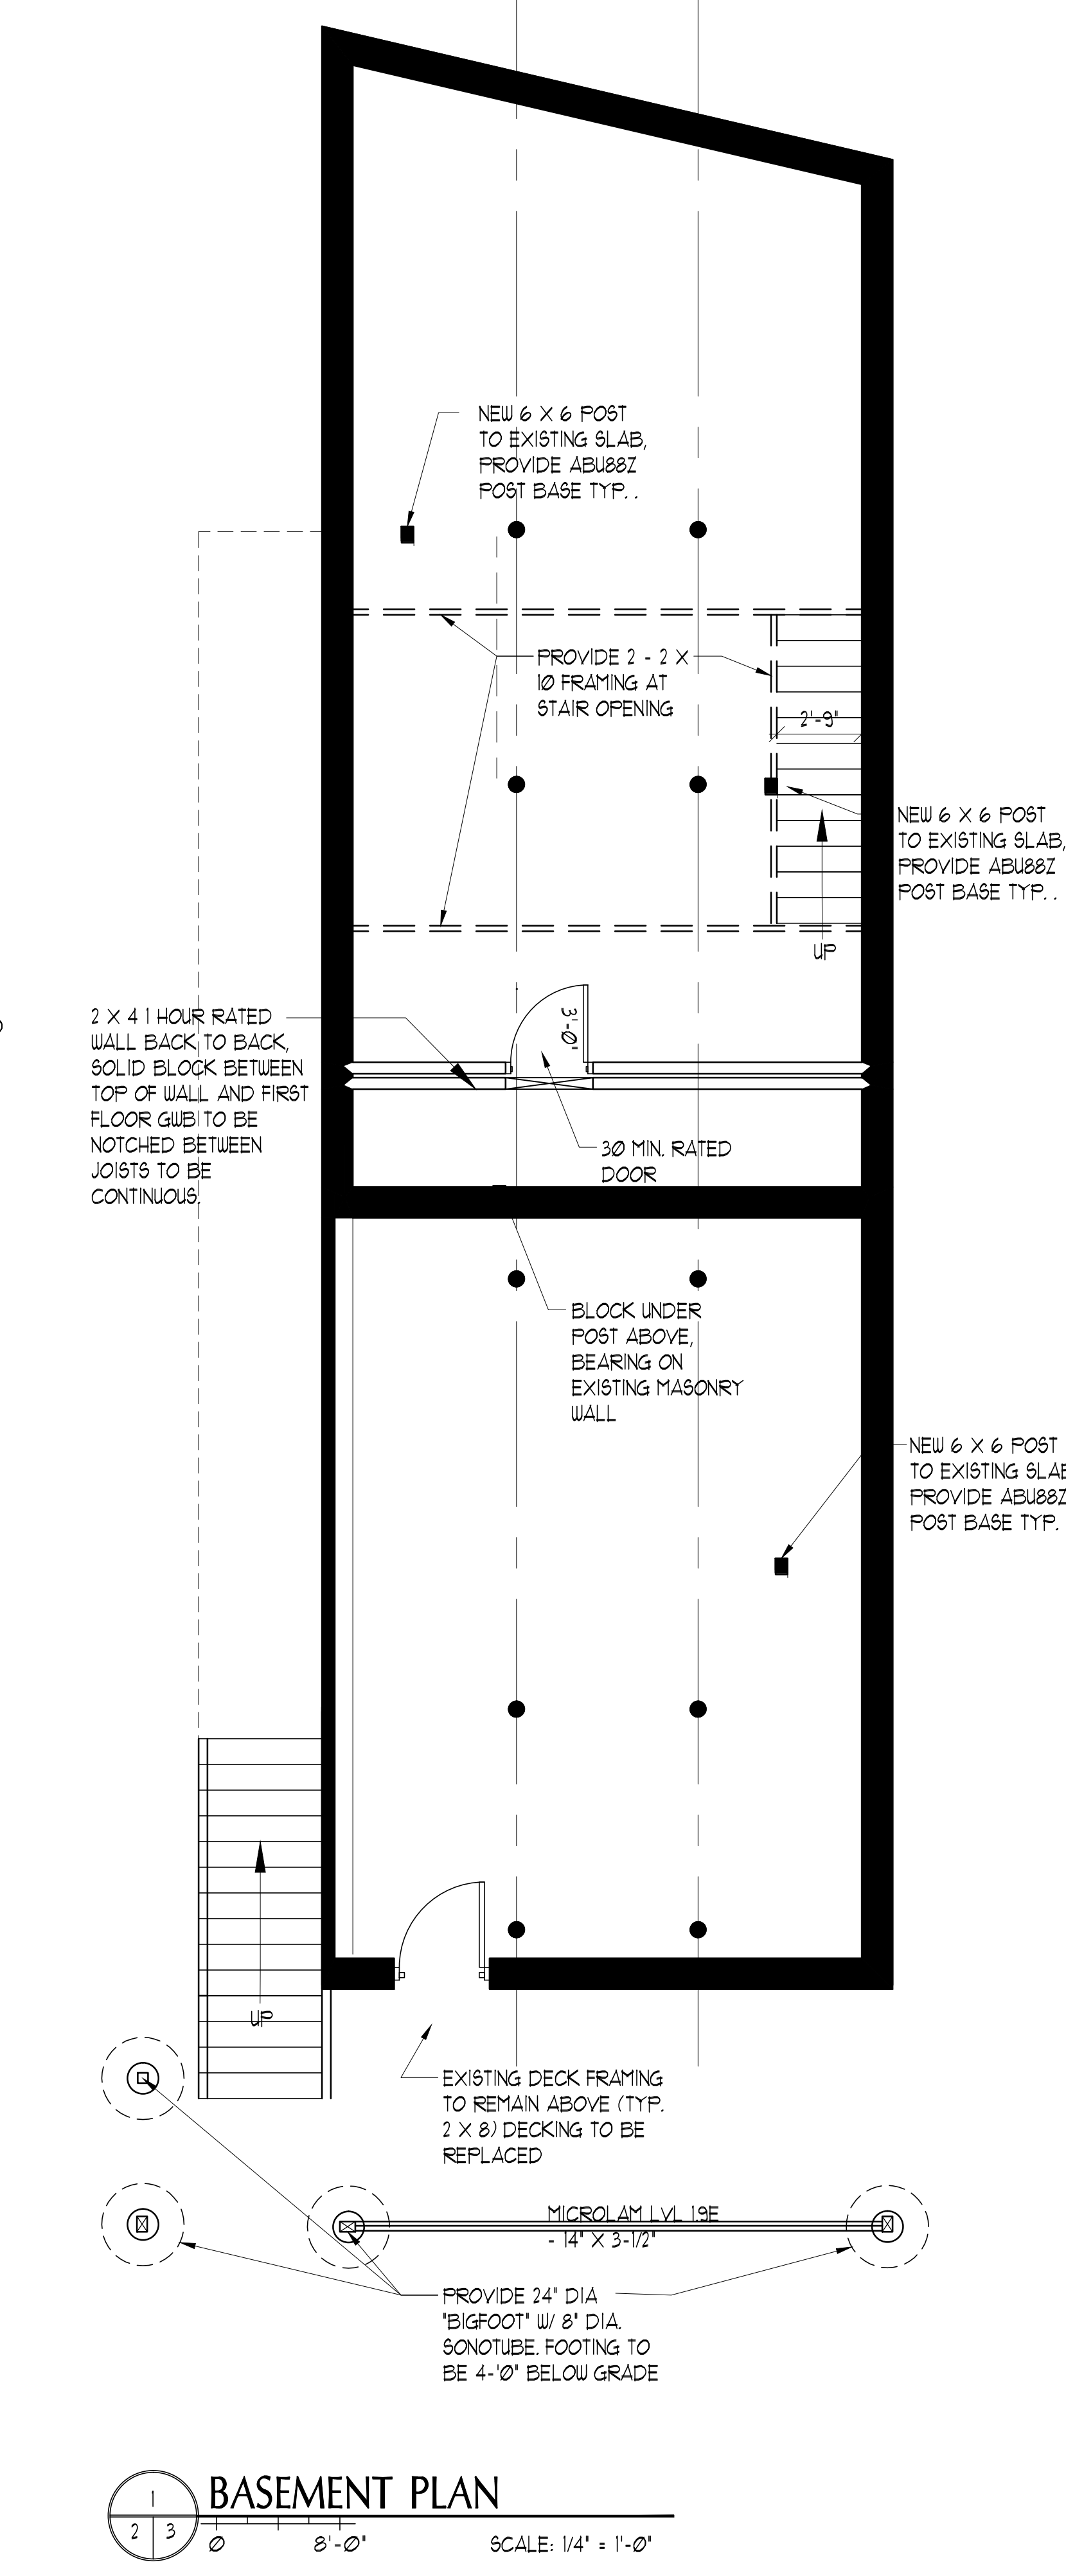 NEW 6 X 6 POST
TO EXISTING SLAB,
PROVIDE ABU88Z
POST BASE TYP. .
PROVIDE 2 - 2 X
10 FRAMING AT
STAIR OPENING
2'-9"
NEW 6 X 6 POST
TO EXISTING SLAB,
PROVIDE ABU88Z
POST BASE TYP. .
UP
3'-0"
2 X 4 1 HOUR RATED
WALL BACK TO BACK,
SOLID BLOCK BETWEEN
TOP OF WALL AND FIRST
FLOOR GWB TO BE
NOTCHED BETWEEN
JOISTS TO BE
CONTINUOUS.
30 MIN. RATED
DOOR
BLOCK UNDER
POST ABOVE,
BEARING ON
EXISTING MASONRY
WALL
NEW 6 X 6 POST
TO EXISTING SLAB
PROVIDE ABU88Z
POST BASE TYP.
UP
EXISTING DECK FRAMING
TO REMAIN ABOVE (TYP.
2 X 8) DECKING TO BE
REPLACED
MICROLAM LVL 1.9E
- 14" X 3-1/2"
PROVIDE 24" DIA
"BIGFOOT" W/ 8" DIA.
SONOTUBE. FOOTING TO
BE 4-'0" BELOW GRADE
1
2 3
BASEMENT PLAN
0 8'-0" SCALE: 1/4" = 1'-0"